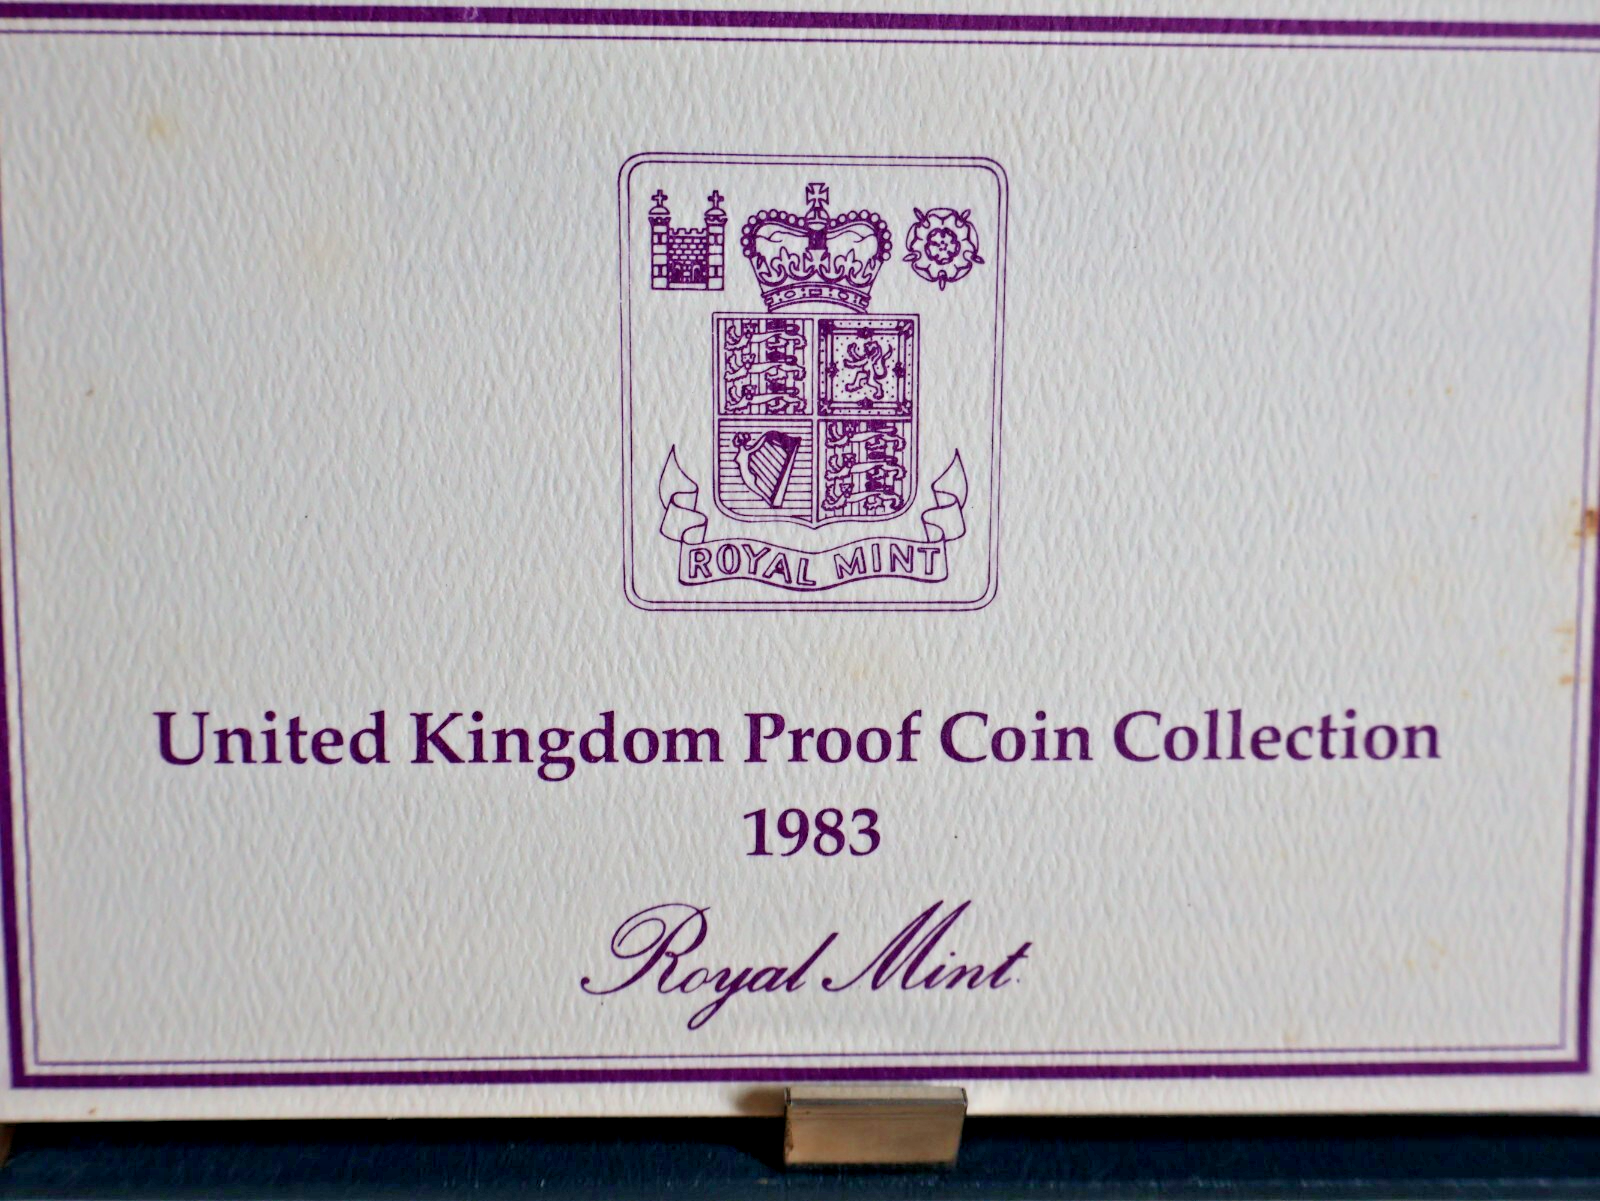 ROYAL MINT
United Kingdom Proof Coin Collection
1983
Royal Mint